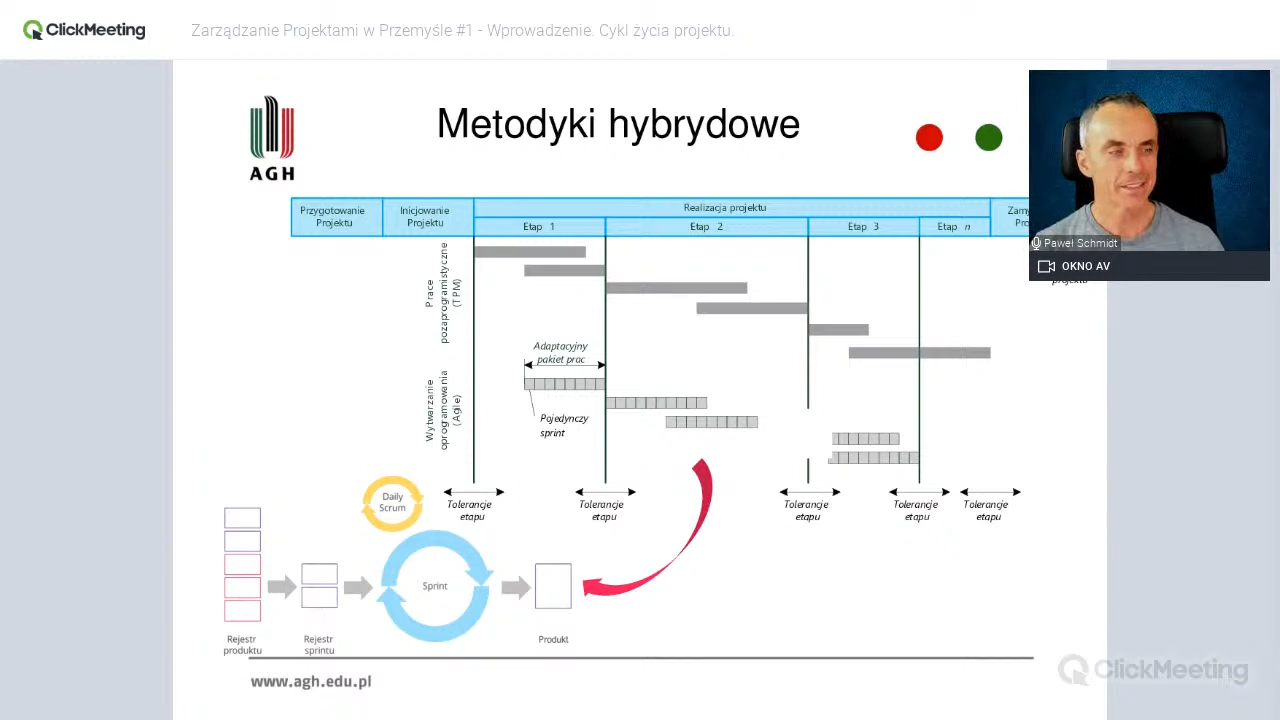 ClickMeeting
Zarządzanie Projektami w Przemyśle #1 - Wprowadzenie. Cykl życia projektu.
AGH
Metodyki hybrydowe
Przygotowanie
Projektu
Inicjowanie
Projektu
Realizacja projektu
Etap 1
Etap 2
Etap 3
Etap n
Paweł Schmidt
OKNO AV
projektu
Prace
pozaprogramistyczne
(TPM)
Adaptacyjny
pakiet prac
Wytwarzanie
oprogramowania
(Agile)
Pojedynczy
sprint
Tolerancje
etapu
Tolerancje
etapu
Tolerancje
etapu
Tolerancje
etapu
Tolerancje
etapu
Daily
Scrum
Sprint
Rejestr
produktu
Rejestr
sprintu
Produkt
www.agh.edu.pl
ClickMeeting